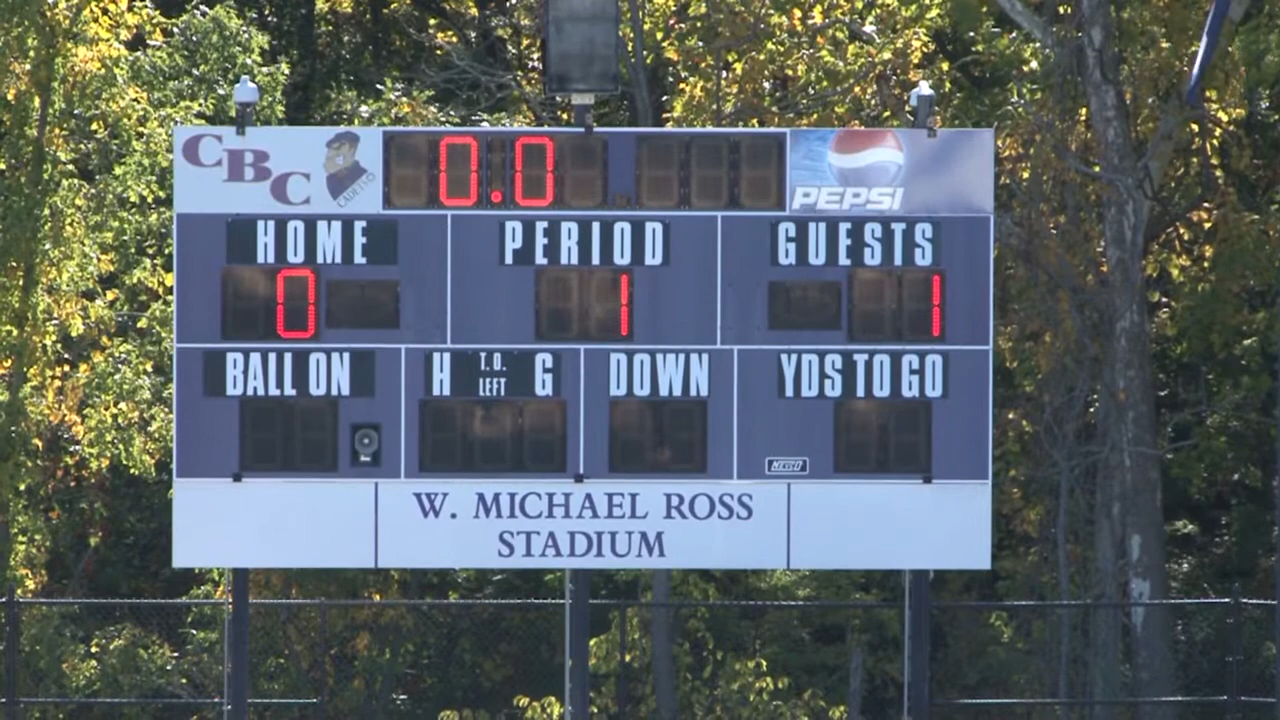 CBC
CADETS
0.0
PEPSI
HOME
PERIOD
GUESTS
0
1
1
BALL ON
H T.O. LEFT G
DOWN
YDS TO GO
NEVCO
W. MICHAEL ROSS
STADIUM